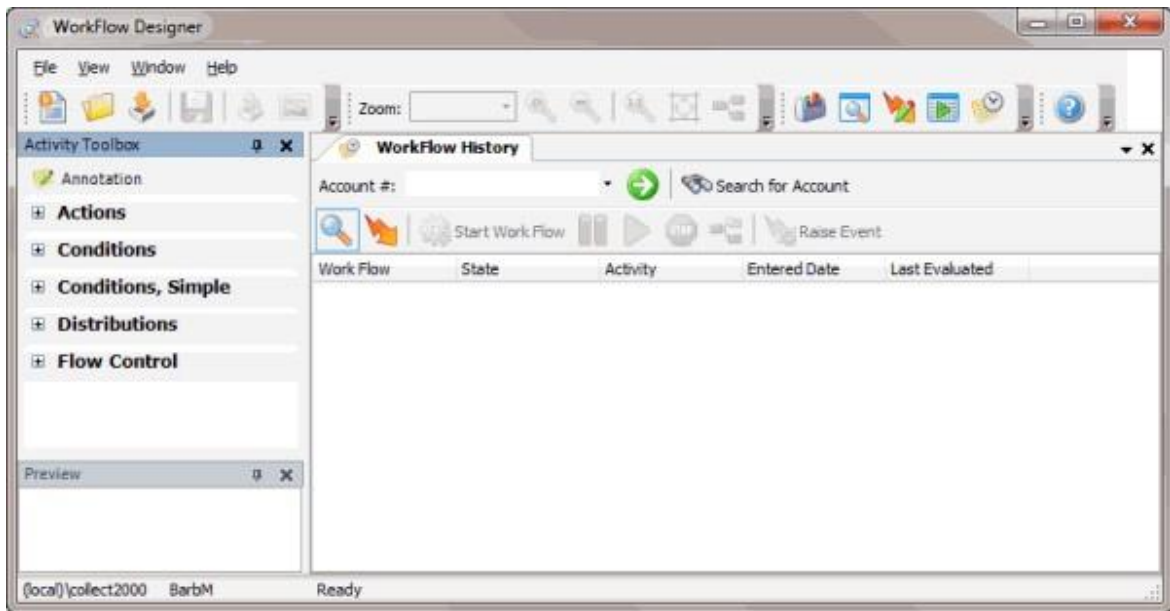 WorkFlow Designer
File View Window Help
Zoom:
Activity Toolbox
WorkFlow History
Annotation
Account #:
Search for Account
Actions
Conditions
Conditions, Simple
Distributions
Flow Control
Start Work Flow
Raise Event
Work Flow State Activity Entered Date Last Evaluated
Preview
(local)\collect2000 BarbM Ready